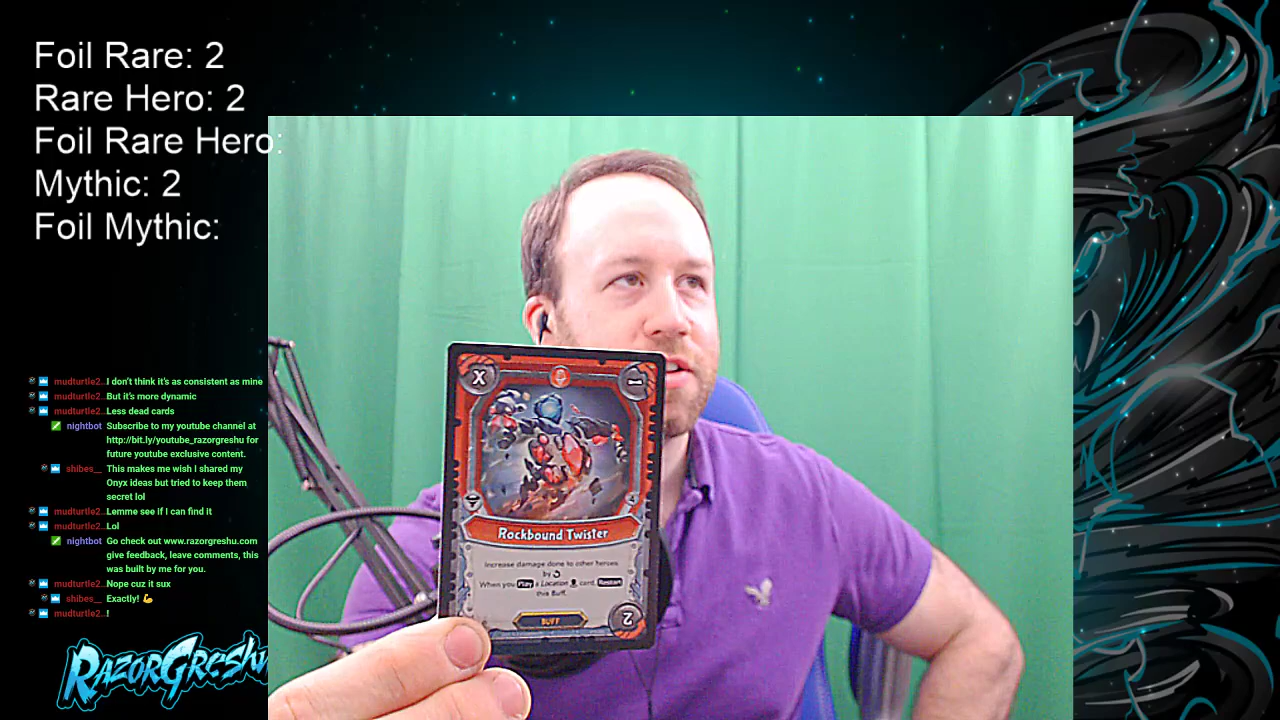 Foil Rare: 2
Rare Hero: 2
Foil Rare Hero:
Mythic: 2
Foil Mythic:
mudturtle2... I don't think it's as consistent as mine
mudturtle2... But it's more dynamic
mudturtle2... Less dead cards
nightbot Subscribe to my youtube channel at
http://bit.ly/youtube_razorgreshu for
future youtube exclusive content.
shibes__ This makes me wish I shared my
Onyx ideas but tried to keep them
secret lol
mudturtle2... Lemme see if I can find it
mudturtle2... Lol
nightbot Go check out www.razorgreshu.com
give feedback, leave comments, this
was built by me for you.
mudturtle2... Nope cuz it sux
shibes__ Exactly! 💪
mudturtle2... !
RAZORGRESHU
X
Rockbound Twister
Increase damage done to other heroes
by
When you Play a Location card, Restart
this Buff.
BUFF
2